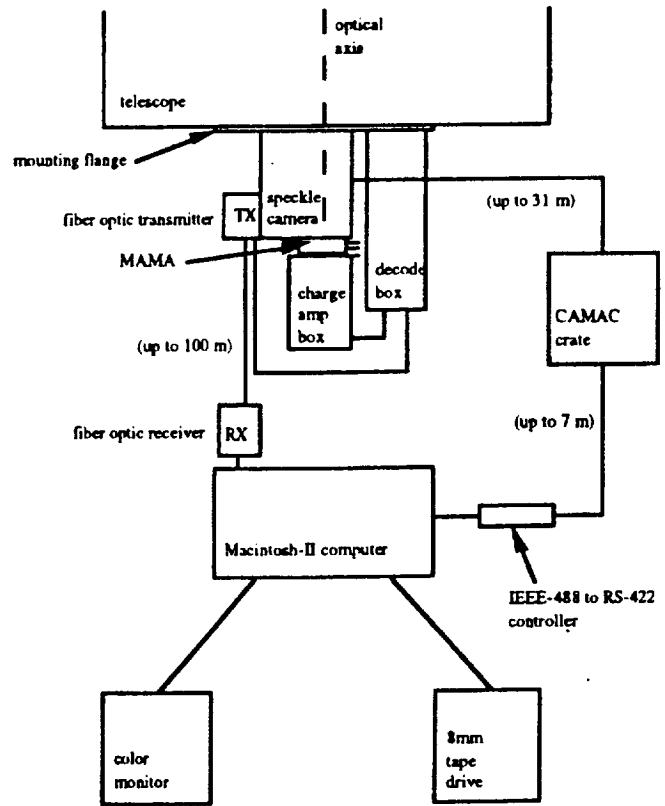 optical
axis
telescope
mounting flange
(up to 31 m)
speckle
camera
fiber optic transmitter
TX
MAMA
decode
box
charge
amp
box
CAMAC
crate
(up to 100 m)
(up to 7 m)
fiber optic receiver
RX
Macintosh-II computer
IEEE-488 to RS-422
controller
color
monitor
8mm
tape
drive